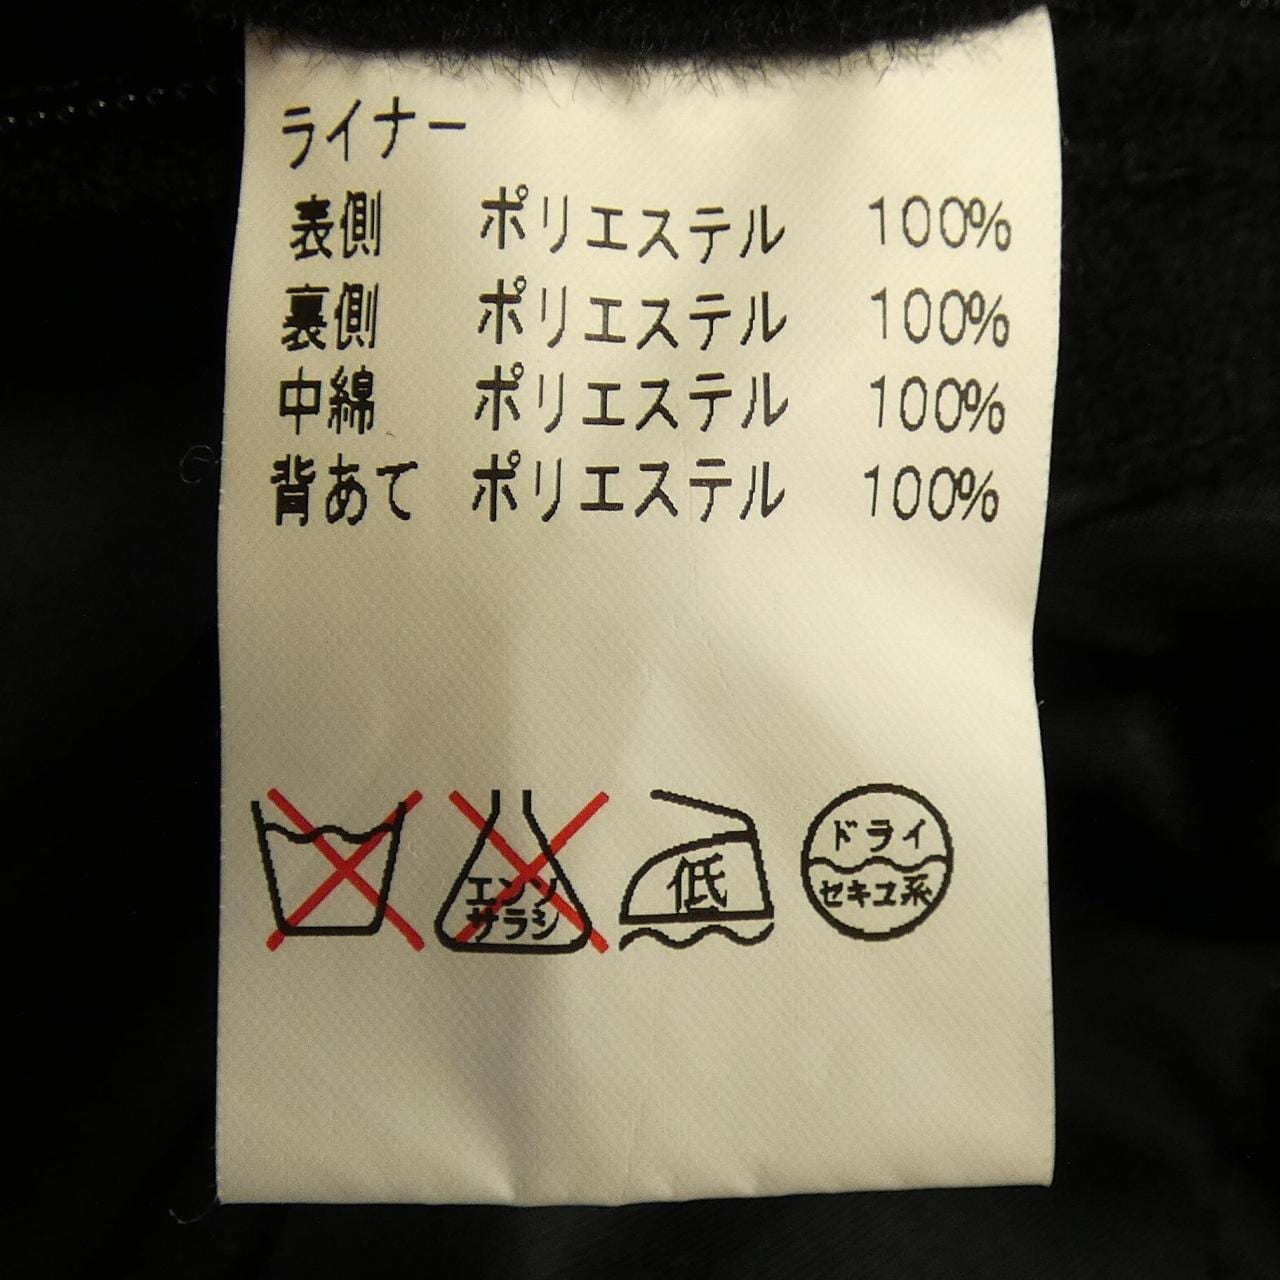 ライナー
表側 ポリエステル 100%
裏側 ポリエステル 100%
中綿 ポリエステル 100%
背あて ポリエステル 100%
エンソ
サラシ
低
ドライ
セキユ系